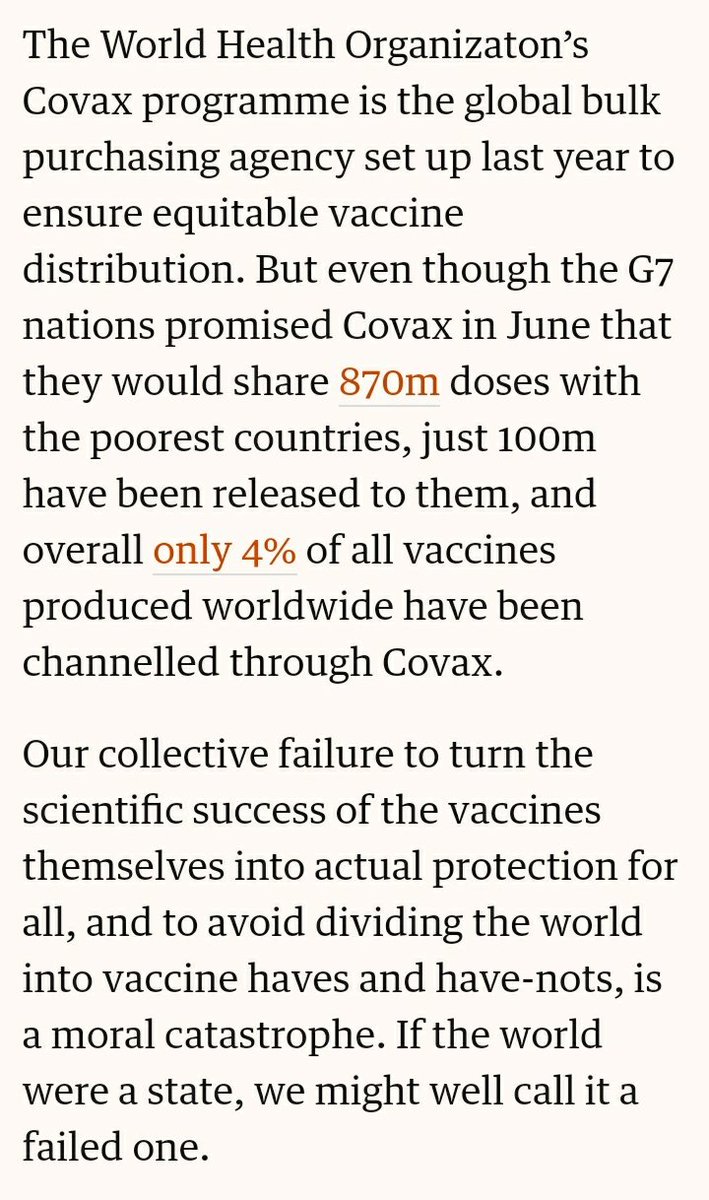 The World Health Organizaton’s
Covax programme is the global bulk
purchasing agency set up last year to
ensure equitable vaccine
distribution. But even though the G7
nations promised Covax in June that
they would share 870m doses with
the poorest countries, just 100m
have been released to them, and
overall only 4% of all vaccines
produced worldwide have been
channelled through Covax.
Our collective failure to turn the
scientific success of the vaccines
themselves into actual protection for
all, and to avoid dividing the world
into vaccine haves and have-nots, is
a moral catastrophe. If the world
were a state, we might well call it a
failed one.